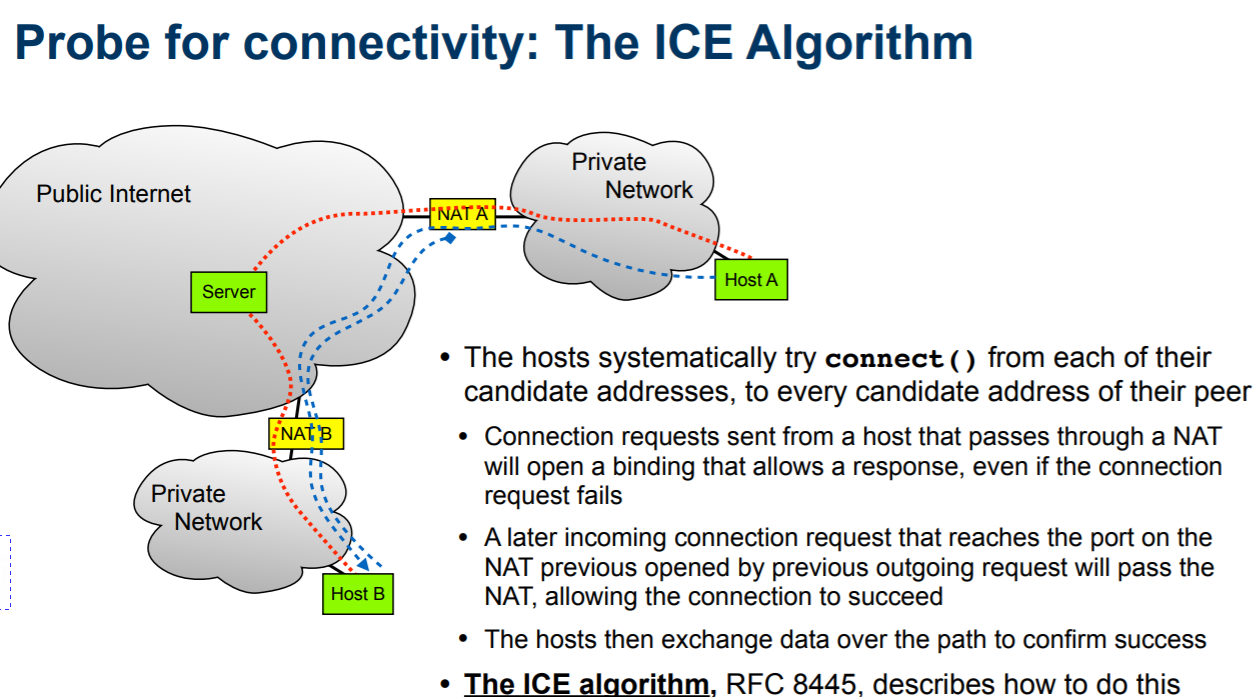 Probe for connectivity: The ICE Algorithm
Private
Network
Public Internet
NAT A
Server
Host A
NAT B
Private
Network
Host B
• The hosts systematically try connect() from each of their
candidate addresses, to every candidate address of their peer
• Connection requests sent from a host that passes through a NAT
will open a binding that allows a response, even if the connection
request fails
• A later incoming connection request that reaches the port on the
NAT previous opened by previous outgoing request will pass the
NAT, allowing the connection to succeed
• The hosts then exchange data over the path to confirm success
• The ICE algorithm, RFC 8445, describes how to do this